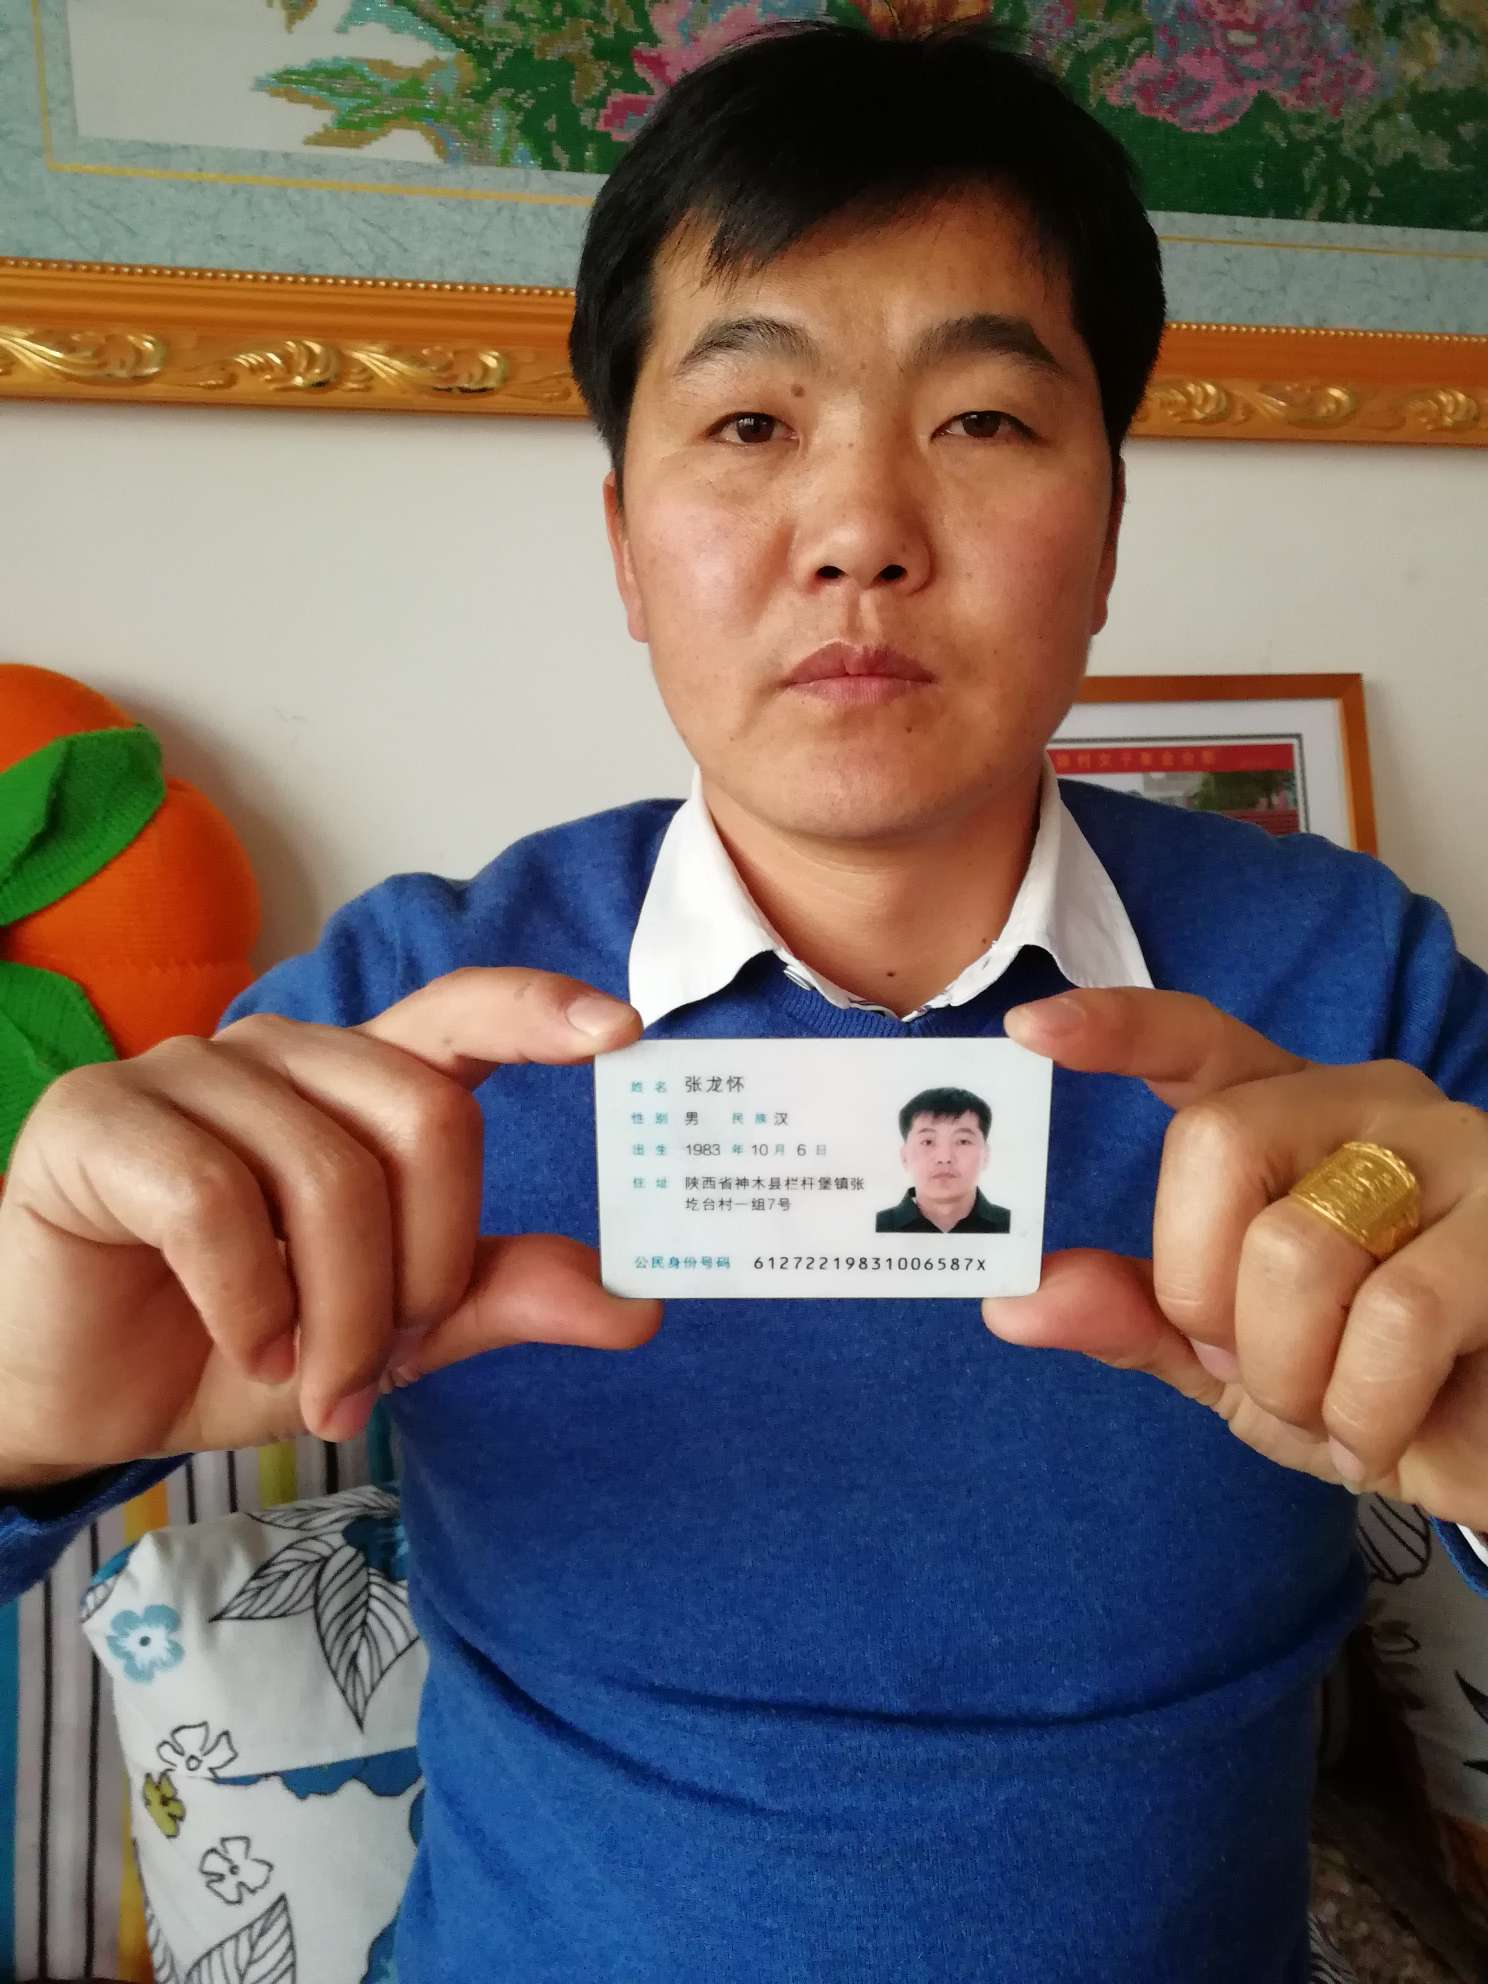 姓名 张龙怀
性别 男 民族 汉
出生 1983 年 10 月 6 日
住址 陕西省神木县栏杆堡镇张
圪台村一组7号
公民身份号码 61272219831006587X